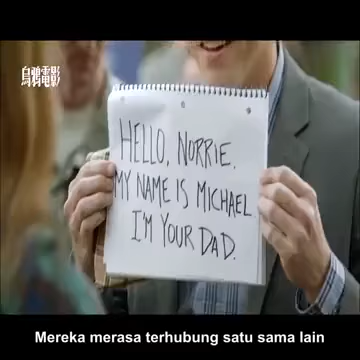 烏鴉電影
HELLO, NORRIE.
MY NAME IS MICHAEL
I'M YOUR DAD.
Mereka merasa terhubung satu sama lain